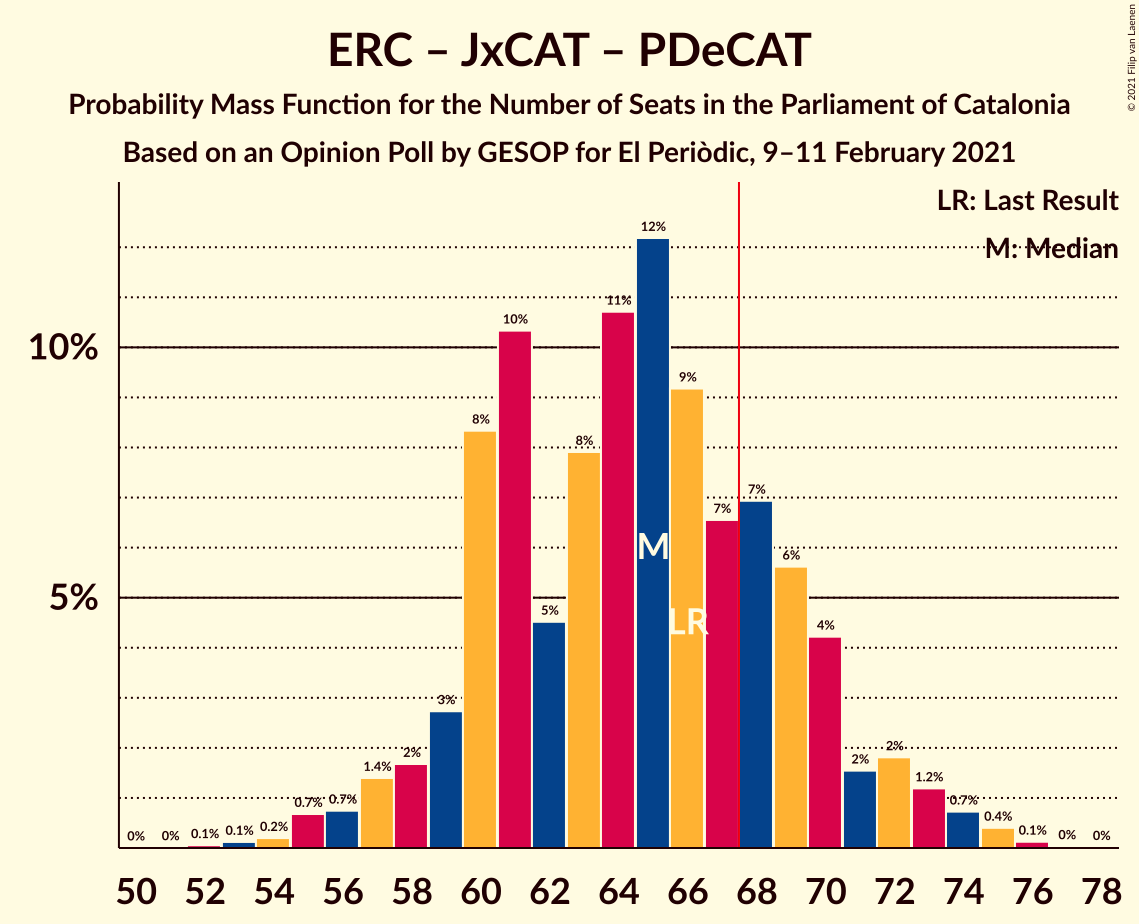 ERC – JxCAT – PDeCAT
Probability Mass Function for the Number of Seats in the Parliament of Catalonia
Based on an Opinion Poll by GESOP for El Periòdic, 9–11 February 2021
© 2021 Filip van Laenen
LR: Last Result
M: Median
10%
5%
0% 0% 0.1% 0.1% 0.2% 0.7% 0.7% 1.4% 2% 3% 8% 10% 5% 8% 11% 12% 9% 7% 7% 6% 4% 2% 2% 1.2% 0.7% 0.4% 0.1% 0% 0%
M
LR
50 52 54 56 58 60 62 64 66 68 70 72 74 76 78